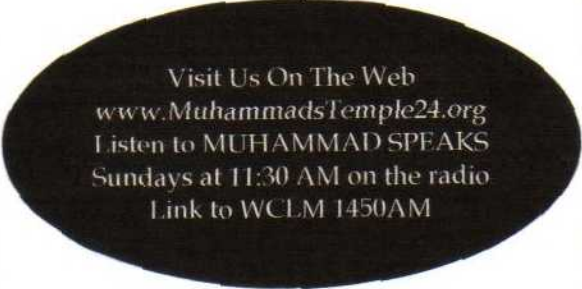 Visit Us On The Web
www.MuhammadsTemple24.org
Listen to MUHAMMAD SPEAKS
Sundays at 11:30 AM on the radio
Link to WCLM 1450AM